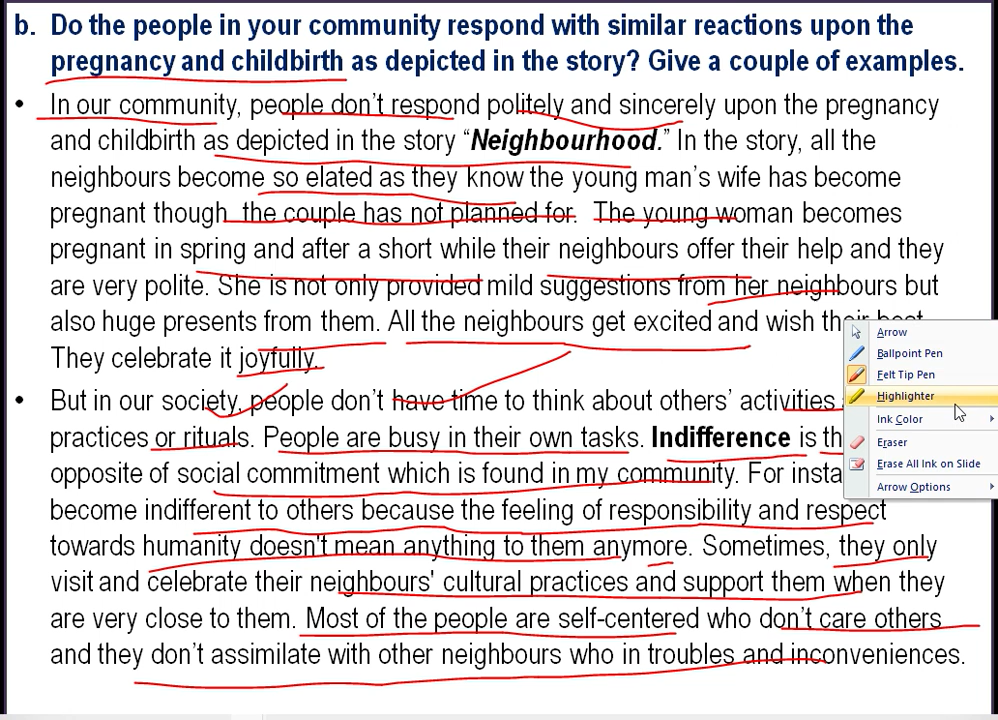 b. Do the people in your community respond with similar reactions upon the
pregnancy and childbirth as depicted in the story? Give a couple of examples.
• In our community, people don't respond politely and sincerely upon the pregnancy
and childbirth as depicted in the story “Neighbourhood.” In the story, all the
neighbours become so elated as they know the young man's wife has become
pregnant though the couple has not planned for. The young woman becomes
pregnant in spring and after a short while their neighbours offer their help and they
are very polite. She is not only provided mild suggestions from her neighbours but
also huge presents from them. All the neighbours get excited and wish their best.
They celebrate it joyfully.
• But in our society, people don't have time to think about others' activities
practices or rituals. People are busy in their own tasks. Indifference is
opposite of social commitment which is found in my community. For
become indifferent to others because the feeling of responsibility and respect
towards humanity doesn't mean anything to them anymore. Sometimes, they only
visit and celebrate their neighbours' cultural practices and support them when they
are very close to them. Most of the people are self-centered who don't care others
and they don't assimilate with other neighbours who in troubles and inconveniences.
Arrow
Ballpoint Pen
Felt Tip Pen
Highlighter
Ink Color
Eraser
Erase All Ink on Slide
Arrow Options